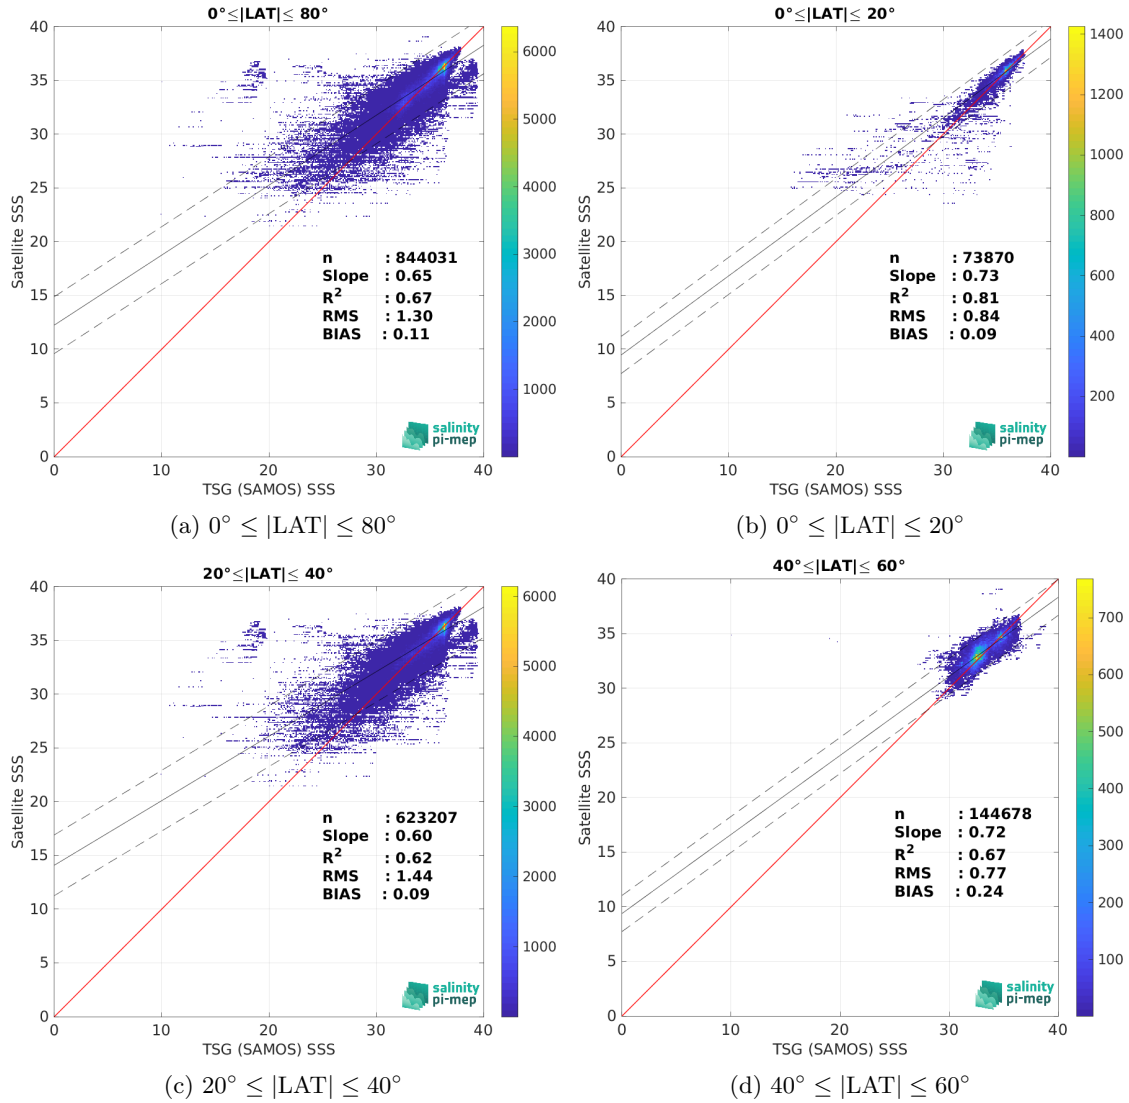 0°≤|LAT|≤ 80°
40
35
30
25
20
15
10
5
0
Satellite SSS
0
10
20
30
40
TSG (SAMOS) SSS
n : 844031
Slope : 0.65
R² : 0.67
RMS : 1.30
BIAS : 0.11
salinity
pi-mep
6000
5000
4000
3000
2000
1000
(a) 0° ≤ |LAT| ≤ 80°
0°≤|LAT|≤ 20°
40
35
30
25
20
15
10
5
0
Satellite SSS
0
10
20
30
40
TSG (SAMOS) SSS
n : 73870
Slope : 0.73
R² : 0.81
RMS : 0.84
BIAS : 0.09
salinity
pi-mep
1400
1200
1000
800
600
400
200
(b) 0° ≤ |LAT| ≤ 20°
20°≤|LAT|≤ 40°
40
35
30
25
20
15
10
5
0
Satellite SSS
0
10
20
30
40
TSG (SAMOS) SSS
n : 623207
Slope : 0.60
R² : 0.62
RMS : 1.44
BIAS : 0.09
salinity
pi-mep
6000
5000
4000
3000
2000
1000
(c) 20° ≤ |LAT| ≤ 40°
40°≤|LAT|≤ 60°
40
35
30
25
20
15
10
5
0
Satellite SSS
0
10
20
30
40
TSG (SAMOS) SSS
n : 144678
Slope : 0.72
R² : 0.67
RMS : 0.77
BIAS : 0.24
salinity
pi-mep
700
600
500
400
300
200
100
(d) 40° ≤ |LAT| ≤ 60°